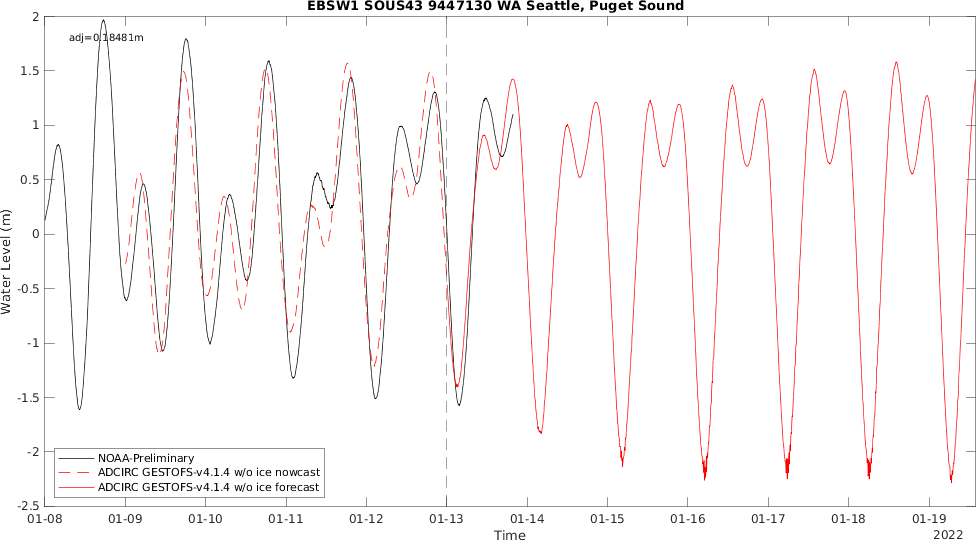 EBSW1 SOUS43 9447130 WA Seattle, Puget Sound
adj=0.18481m
2
1.5
1
0.5
0
-0.5
-1
-1.5
-2
-2.5
Water Level (m)
NOAA-Preliminary
ADCIRC GESTOFS-v4.1.4 w/o ice nowcast
ADCIRC GESTOFS-v4.1.4 w/o ice forecast
01-08 01-09 01-10 01-11 01-12 01-13 01-14 01-15 01-16 01-17 01-18 01-19
Time
2022